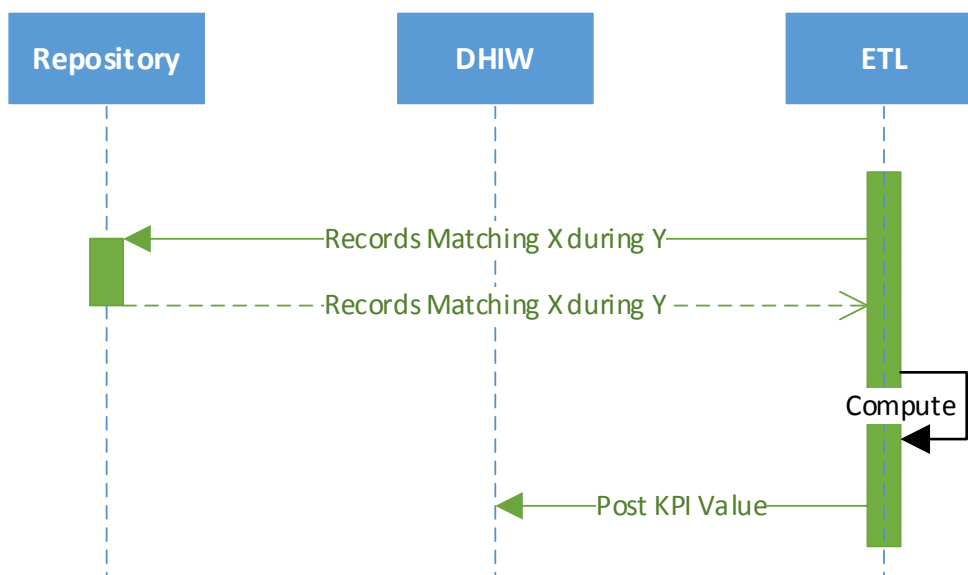 Repository
DHIW
ETL
Records Matching X during Y
Records Matching X during Y
Compute
Post KPI Value